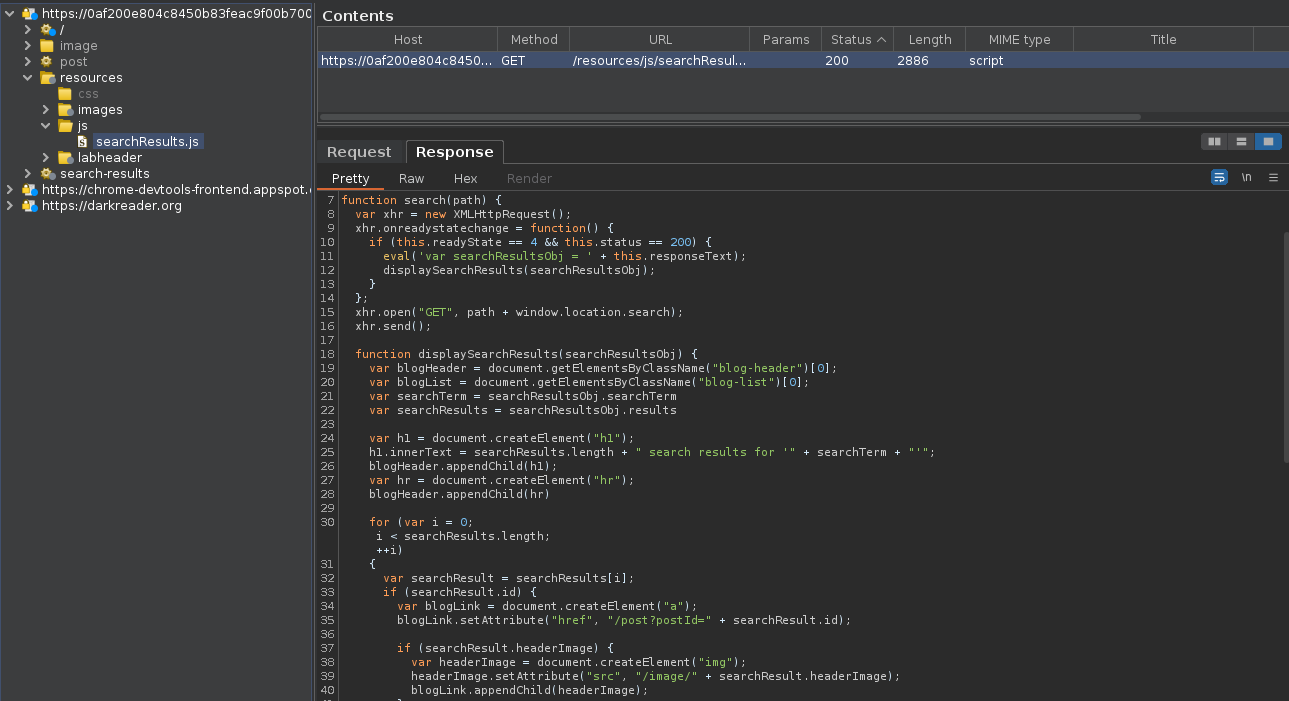 https://0af200e804c8450b83feac9f00b700
/
image
post
resources
css
images
js
searchResults.js
labheader
search-results
https://chrome-devtools-frontend.appspot.
https://darkreader.org
Contents
Host Method URL Params Status Length MIME type Title
https://0af200e804c8450... GET /resources/js/searchResul... 200 2886 script
Request Response
Pretty Raw Hex Render \n
7 function search(path) {
8 var xhr = new XMLHttpRequest();
9 xhr.onreadystatechange = function() {
10 if (this.readyState == 4 && this.status == 200) {
11 eval('var searchResultsObj = ' + this.responseText);
12 displaySearchResults(searchResultsObj);
13 }
14 };
15 xhr.open("GET", path + window.location.search);
16 xhr.send();
17
18 function displaySearchResults(searchResultsObj) {
19 var blogHeader = document.getElementsByClassName("blog-header")[0];
20 var blogList = document.getElementsByClassName("blog-list")[0];
21 var searchTerm = searchResultsObj.searchTerm
22 var searchResults = searchResultsObj.results
23
24 var h1 = document.createElement("h1");
25 h1.innerText = searchResults.length + " search results for '" + searchTerm + "'";
26 blogHeader.appendChild(h1);
27 var hr = document.createElement("hr");
28 blogHeader.appendChild(hr)
29
30 for (var i = 0;
i < searchResults.length;
++i)
31 {
32 var searchResult = searchResults[i];
33 if (searchResult.id) {
34 var blogLink = document.createElement("a");
35 blogLink.setAttribute("href", "/post?postId=" + searchResult.id);
36
37 if (searchResult.headerImage) {
38 var headerImage = document.createElement("img");
39 headerImage.setAttribute("src", "/image/" + searchResult.headerImage);
40 blogLink.appendChild(headerImage);